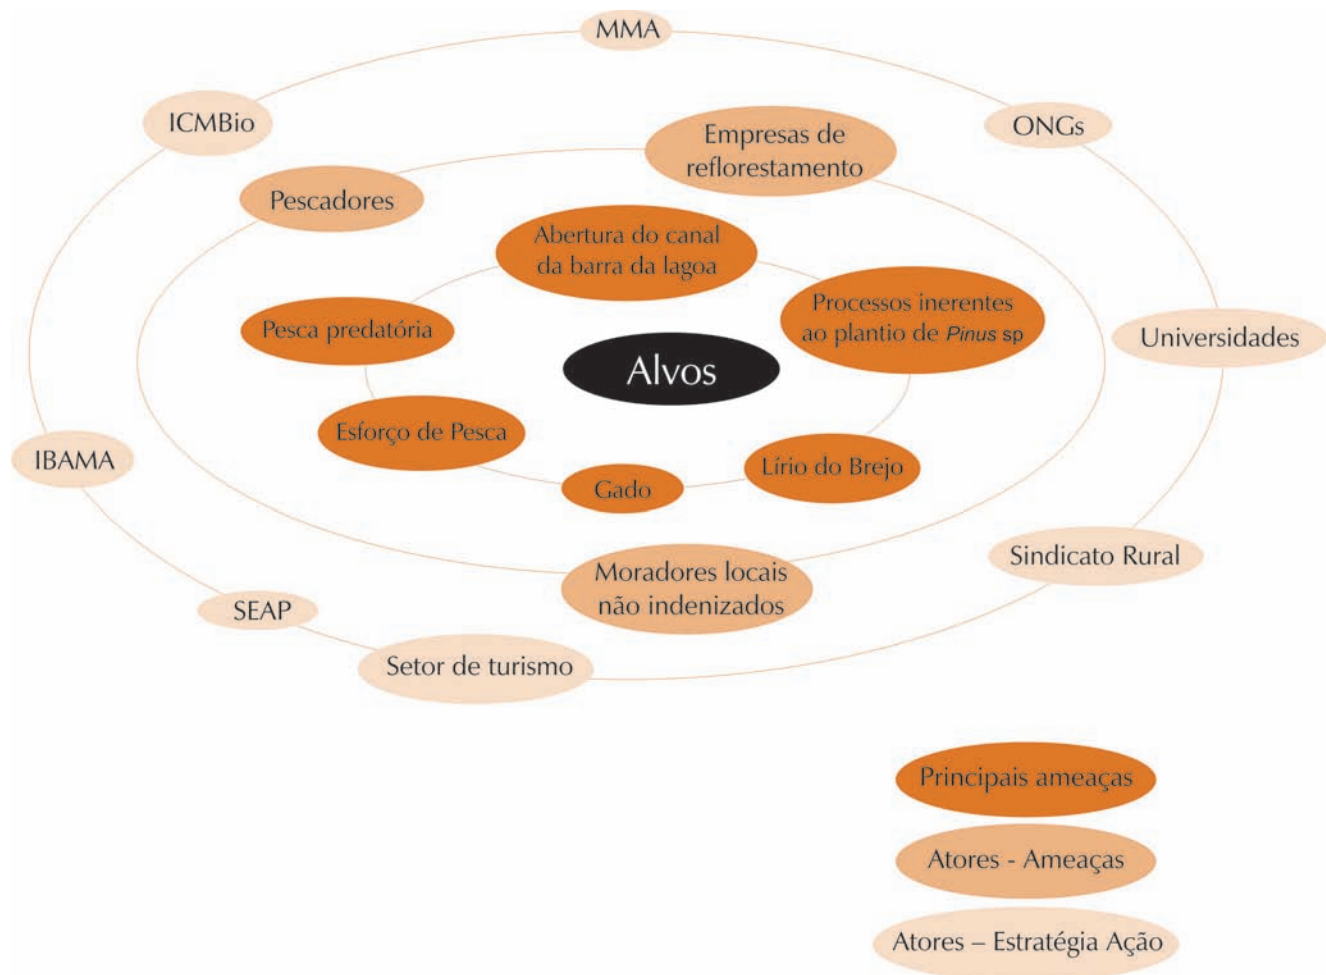 MMA
ICMBio
ONGs
Empresas de
reflorestamento
Pescadores
Abertura do canal
da barra da lagoa
Processos inerentes
ao plantio de Pinus sp
Pesca predatória
Universidades
Alvos
Esforço de Pesca
Lírio do Brejo
IBAMA
Gado
Sindicato Rural
Moradores locais
não indenizados
SEAP
Setor de turismo
Principais ameaças
Atores - Ameaças
Atores – Estratégia Ação